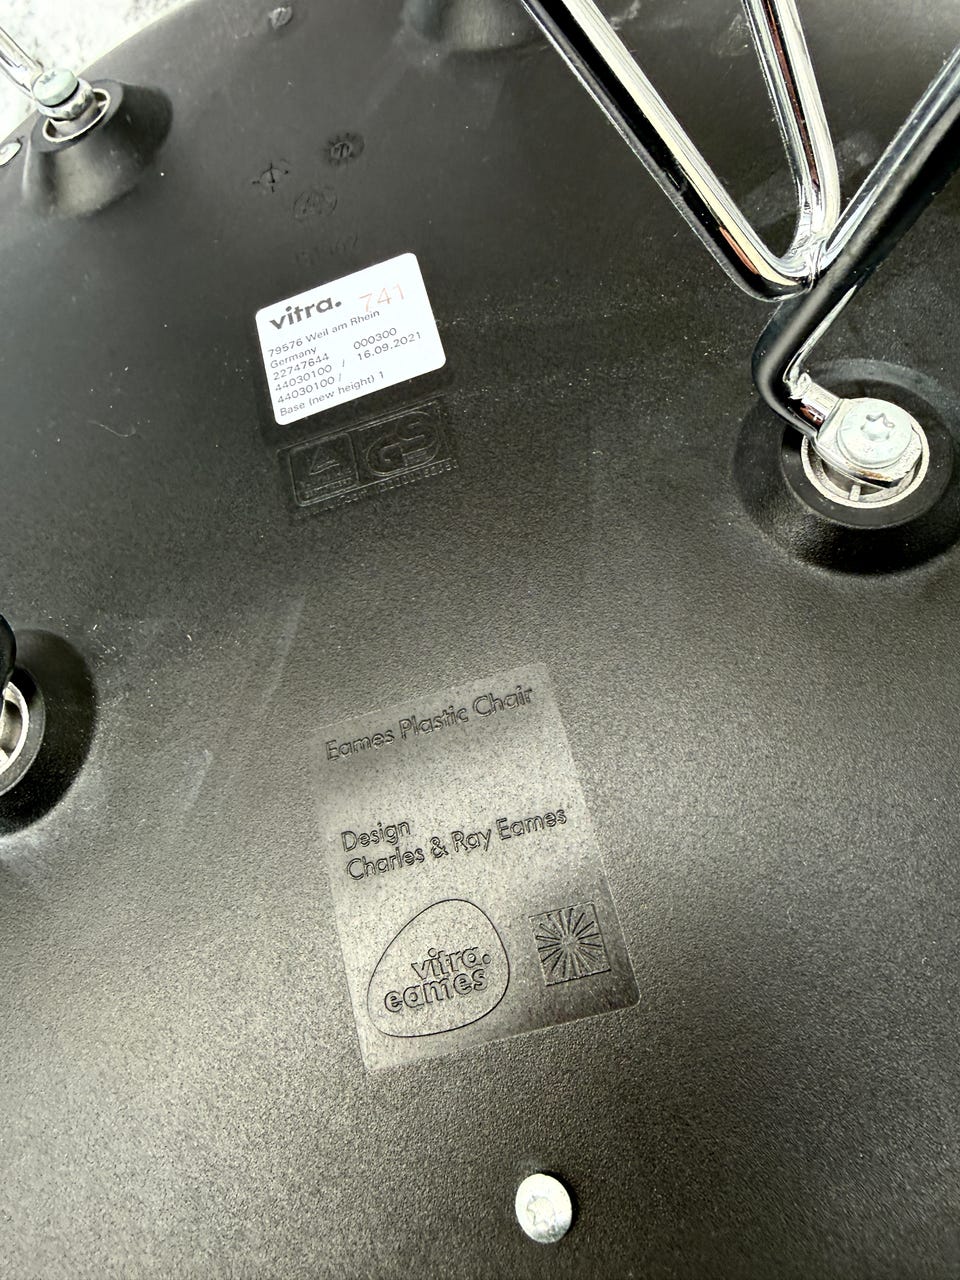 vitra. 741
79576 Weil am Rhein
Germany
22747644 000300
44030100 / 16.09.2021
44030100 /
Base (new height) 1
GS
Eames Plastic Chair
Design
Charles & Ray Eames
vitra.
eames